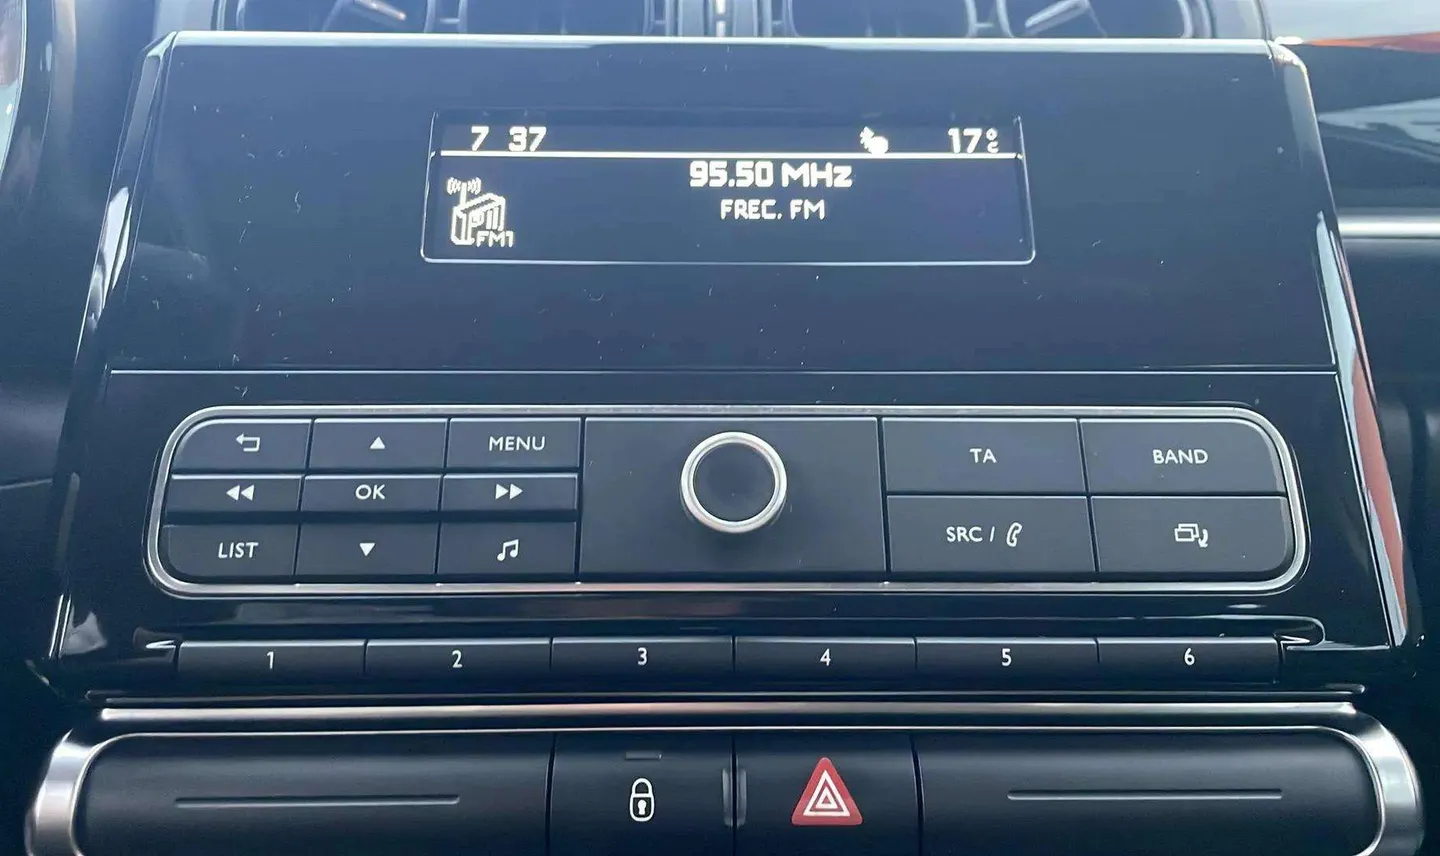 7 37 17°C
95.50 MHz
FREC. FM
FM1
MENU
TA
BAND
OK
SRC /
LIST
1 2 3 4 5 6